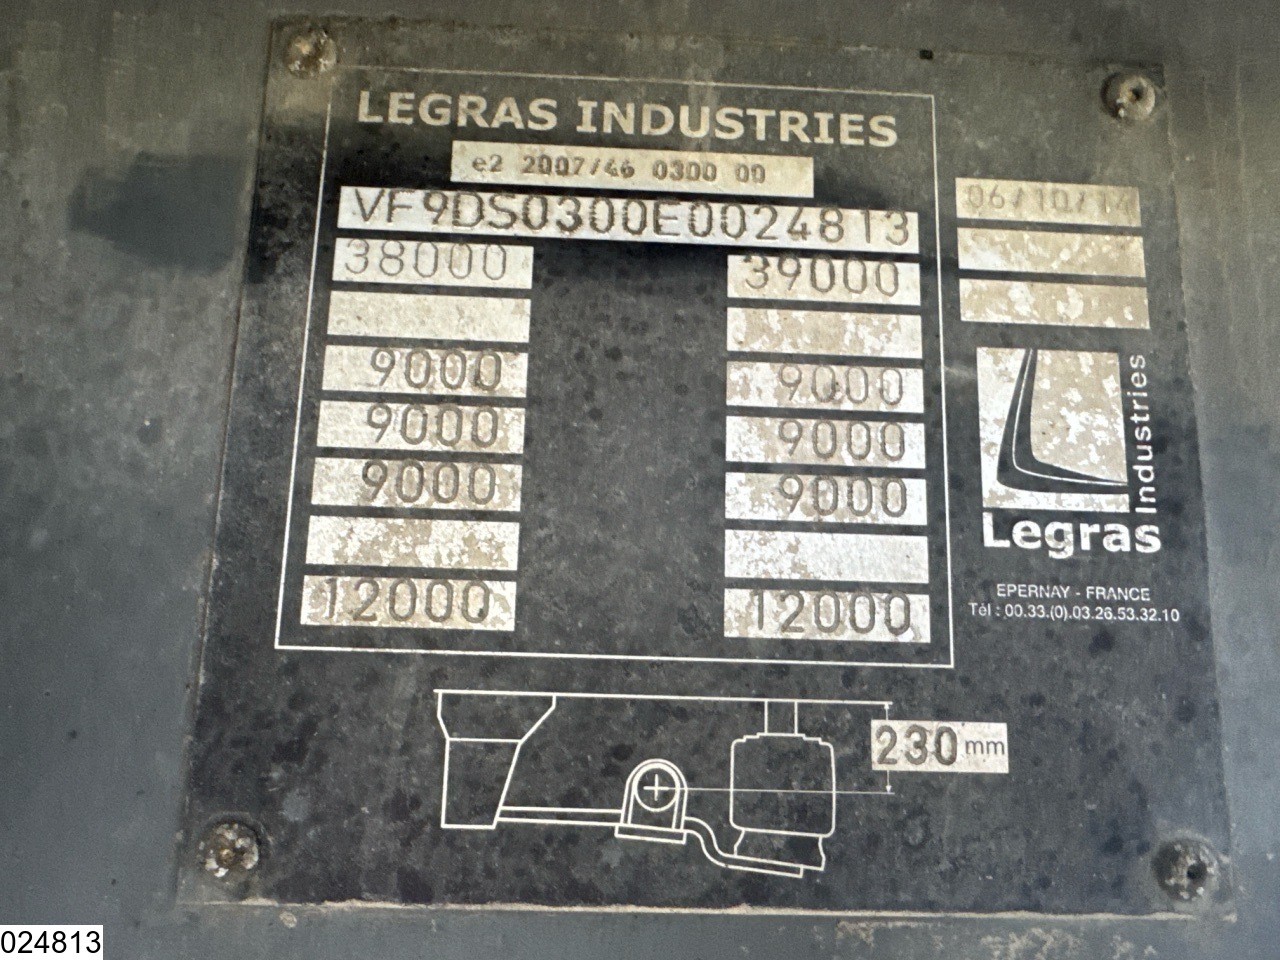 LEGRAS INDUSTRIES
e2 2007/46 0300 00
VF9DS0300E0024813
06/10/14
38000 39000
9000 9000
9000 9000
9000 9000
12000 12000
Industries
Legras
EPERNAY - FRANCE
Tèl : 00.33.(0).03.26.53.32.10
230 mm
024813